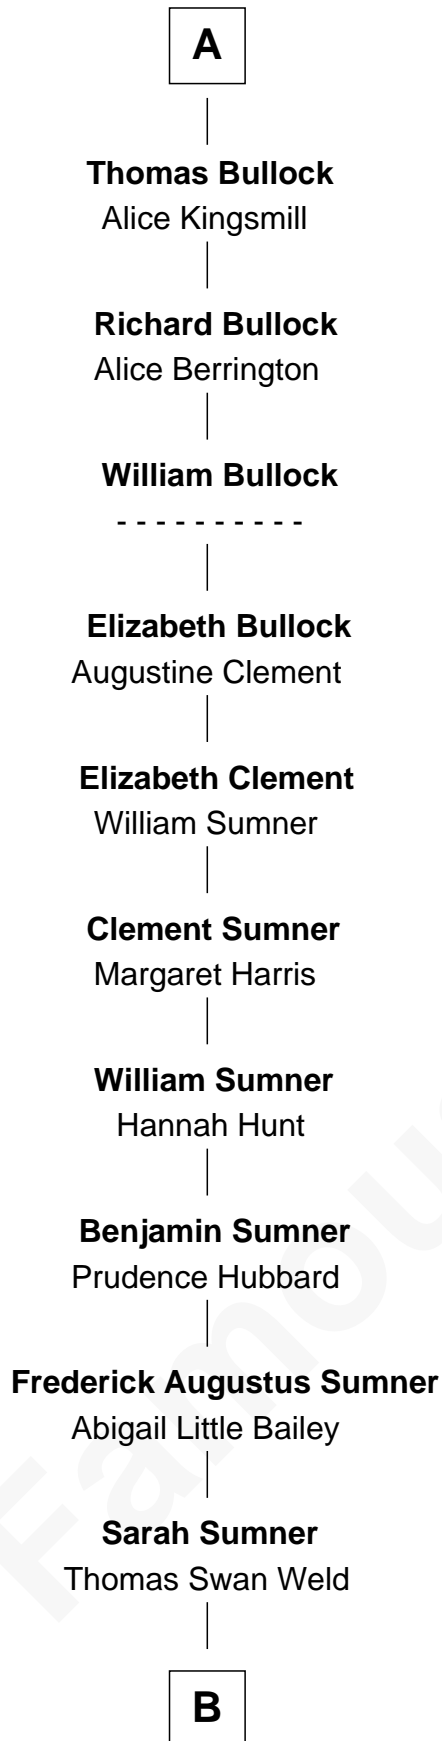 A
Thomas Bullock
Alice Kingsmill
Richard Bullock
Alice Berrington
William Bullock
- - - - - - - - - -
Elizabeth Bullock
Augustine Clement
Elizabeth Clement
William Sumner
Clement Sumner
Margaret Harris
William Sumner
Hannah Hunt
Benjamin Sumner
Prudence Hubbard
Frederick Augustus Sumner
Abigail Little Bailey
Sarah Sumner
Thomas Swan Weld
B